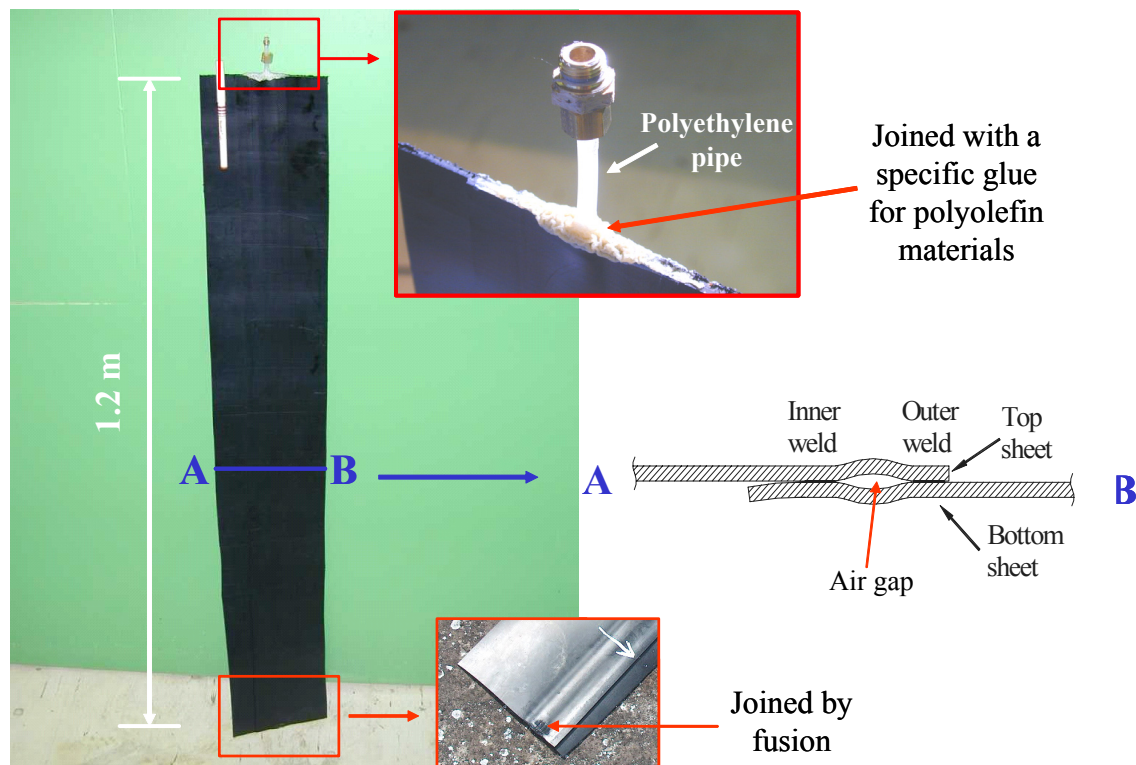 Polyethylene
pipe
Joined with a
specific glue
for polyolefin
materials
1.2 m
A
B
A
Inner
weld
Outer
weld
Top
sheet
B
Bottom
sheet
Air gap
Joined by
fusion